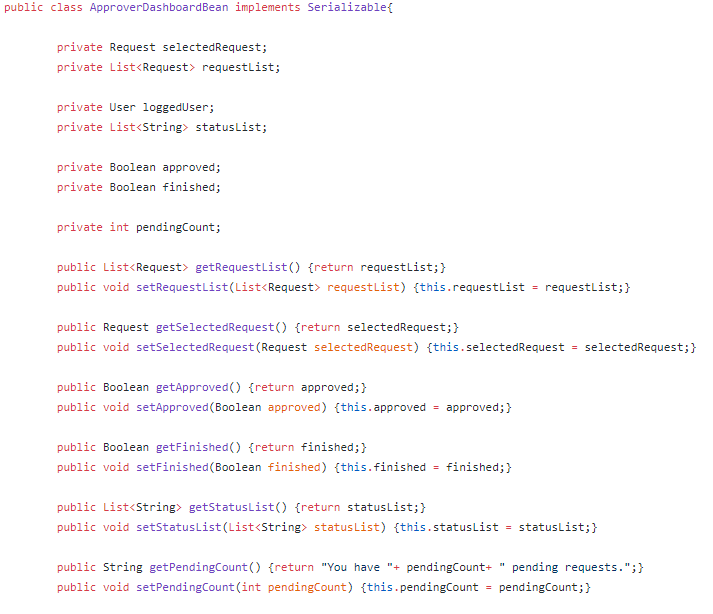 public class ApproverDashboardBean implements Serializable{
private Request selectedRequest;
private List<Request> requestList;
private User loggedUser;
private List<String> statusList;
private Boolean approved;
private Boolean finished;
private int pendingCount;
public List<Request> getRequestList() {return requestList;}
public void setRequestList(List<Request> requestList) {this.requestList = requestList;}
public Request getSelectedRequest() {return selectedRequest;}
public void setSelectedRequest(Request selectedRequest) {this.selectedRequest = selectedRequest;}
public Boolean getApproved() {return approved;}
public void setApproved(Boolean approved) {this.approved = approved;}
public Boolean getFinished() {return finished;}
public void setFinished(Boolean finished) {this.finished = finished;}
public List<String> getStatusList() {return statusList;}
public void setStatusList(List<String> statusList) {this.statusList = statusList;}
public String getPendingCount() {return "You have "+ pendingCount+ " pending requests.";}
public void setPendingCount(int pendingCount) {this.pendingCount = pendingCount;}